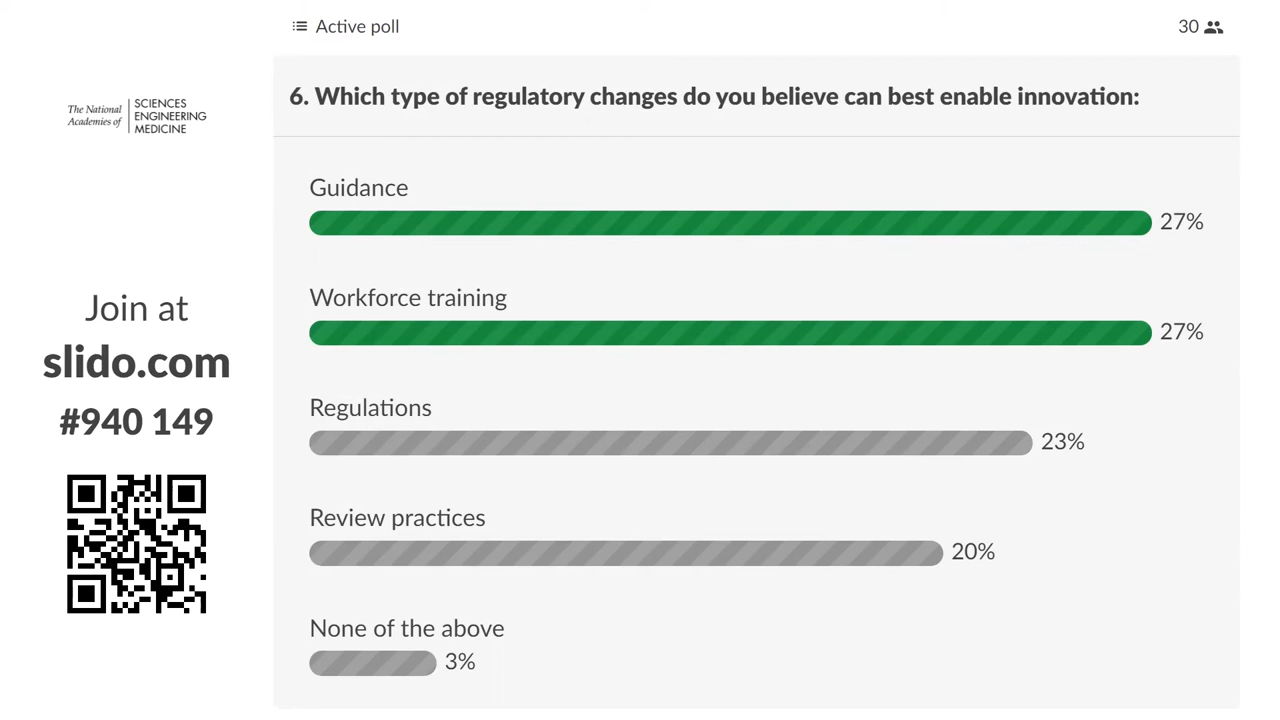 Active poll
30
The National
Academies of
SCIENCES
ENGINEERING
MEDICINE
Join at
slido.com
#940 149
6. Which type of regulatory changes do you believe can best enable innovation:
Guidance
27%
Workforce training
27%
Regulations
23%
Review practices
20%
None of the above
3%